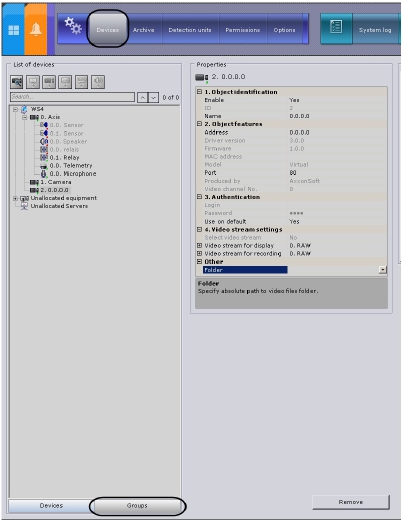 Devices
Archive
Detection units
Permissions
Options
System log
List of devices
Search
0 of 0
WS4
0. Axis
0.0. Sensor
0.1. Sensor
0.0. Speaker
0.0. relais
0.1. Relay
0.0. Telemetry
0.0. Microphone
1. Camera
2. 0.0.0.0
Unallocated equipment
Unallocated Servers
Devices
Groups
Properties
2. 0.0.0.0
1. Object identification
Enable Yes
ID 2
Name 0.0.0.0
2. Object features
Address 0.0.0.0
Driver version 3.0.0
Firmware 1.0.0
MAC address
Model Virtual
Port 80
Produced by AxxonSoft
Video channel No. 0
3. Authentication
Login
Password ****
Use on default Yes
4. Video stream settings
Select video stream No
Video stream for display 0. RAW
Video stream for recording 0. RAW
Other
Folder
Folder
Specify absolute path to video files folder.
Remove